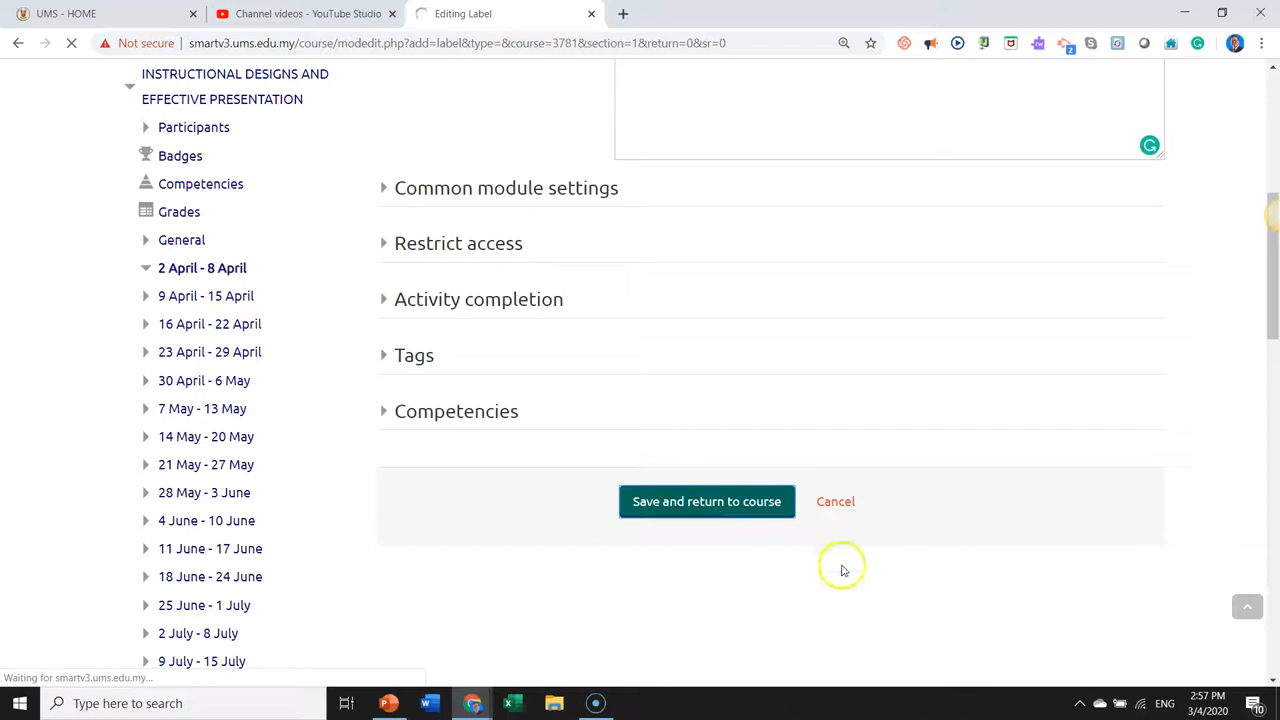 UMS - HOME
Channel videos - YouTube Studio
Editing Label
Not secure
smartv3.ums.edu.my/course/modedit.php?add=label&type=&course=3781&section=1&return=0&sr=0
2
INSTRUCTIONAL DESIGNS AND
EFFECTIVE PRESENTATION
Participants
Badges
Competencies
Grades
General
2 April - 8 April
9 April - 15 April
16 April - 22 April
23 April - 29 April
30 April - 6 May
7 May - 13 May
14 May - 20 May
21 May - 27 May
28 May - 3 June
4 June - 10 June
11 June - 17 June
18 June - 24 June
25 June - 1 July
2 July - 8 July
9 July - 15 July
Common module settings
Restrict access
Activity completion
Tags
Competencies
Save and return to course
Cancel
Waiting for smartv3.ums.edu.my...
Type here to search
ENG
2:57 PM
3/4/2020
10